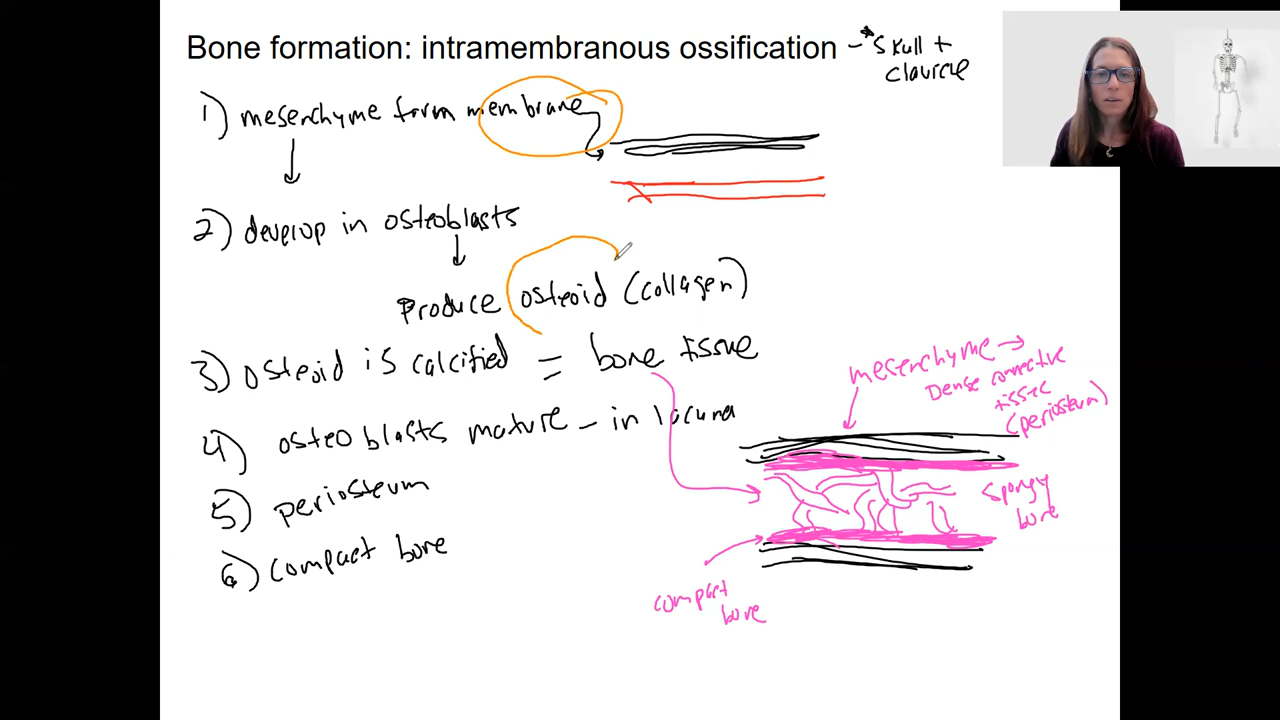 Bone formation: intramembranous ossification → skull +
clavicle
1) mesenchyme form membrane
2) develop in osteoblasts
produce osteoid (collagen)
3) osteoid is calcified = bone tissue
4) osteoblasts mature - in lacuna
5) periosteum
6) compact bone
mesenchyme →
Dense connective
tissue
(periosteum)
spongy
bone
compact
bone